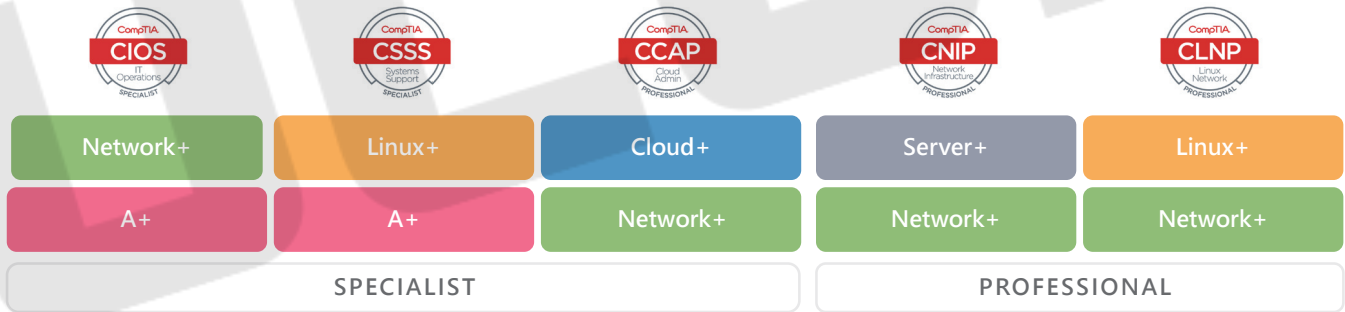 CompTIA.
CIOS
IT
Operations
SPECIALIST
CompTIA.
CSSS
Systems
Support
SPECIALIST
CompTIA.
CCAP
Cloud
Admin
PROFESSIONAL
CompTIA.
CNIP
Network
Infrastructure
PROFESSIONAL
CompTIA.
CLNP
Linux
Network
PROFESSIONAL
Network+ Linux+ Cloud+ Server+ Linux+
A+ A+ Network+ Network+ Network+
SPECIALIST PROFESSIONAL